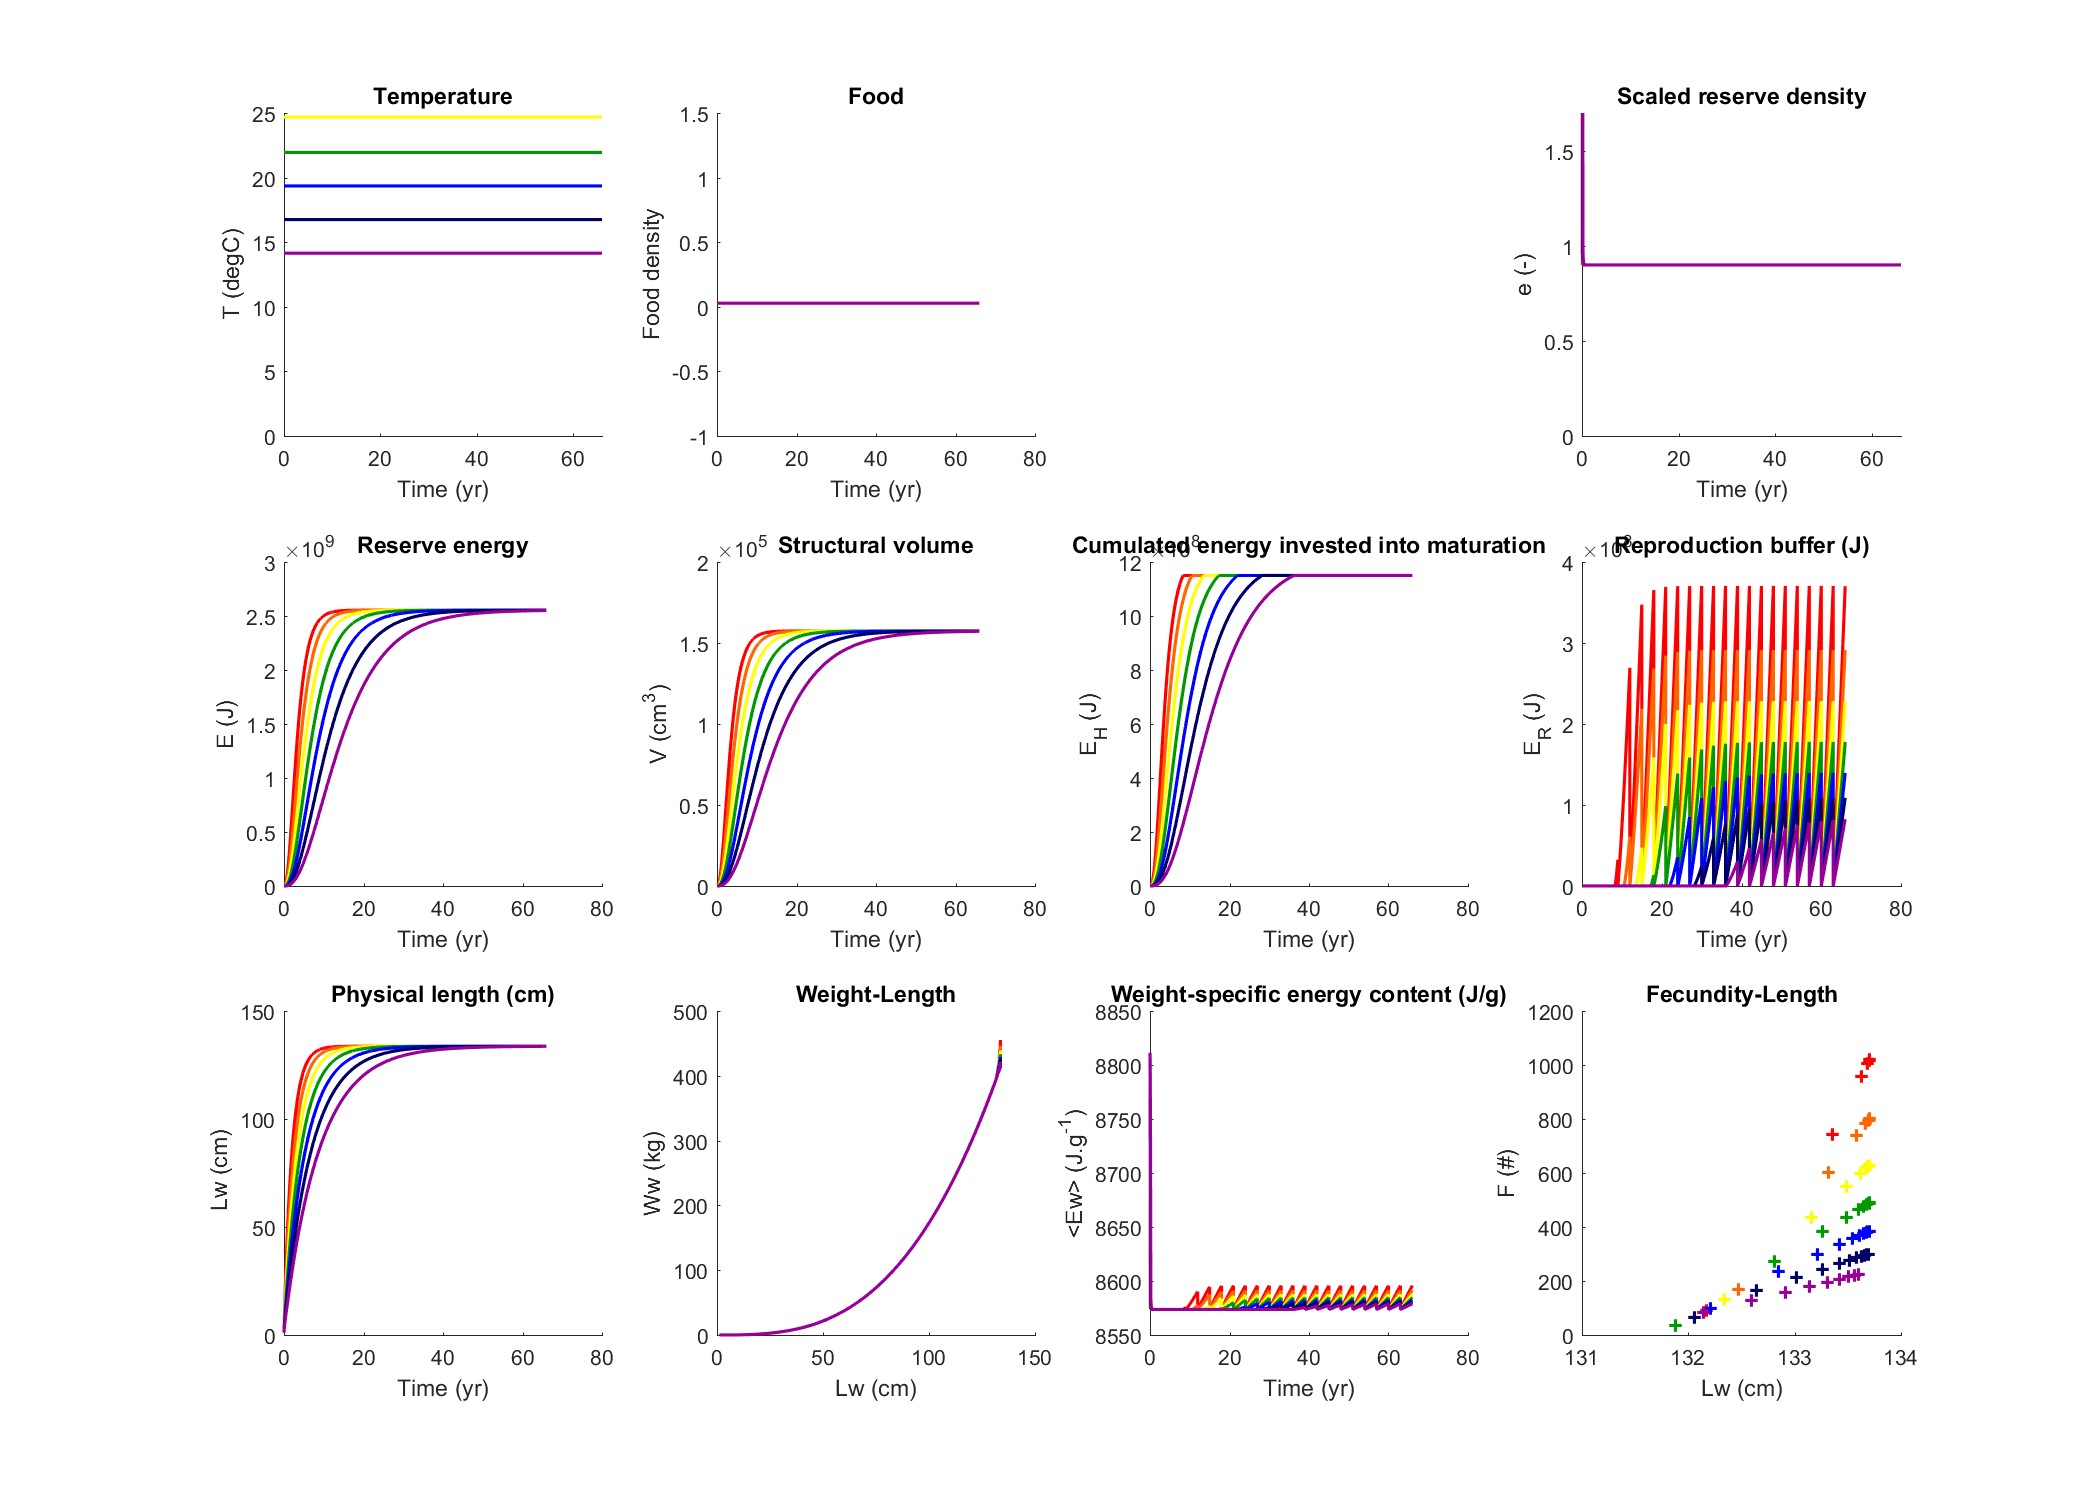 Temperature
25
20
15
10
5
0
0 20 40 60
T (degC)
Time (yr)
Food
1.5
1
0.5
0
-0.5
-1
0 20 40 60 80
Food density
Time (yr)
Scaled reserve density
1.5
1
0.5
0
0 20 40 60
e (-)
Time (yr)
Reserve energy
×10^9
3
2.5
2
1.5
1
0.5
0
0 20 40 60 80
E (J)
Time (yr)
Structural volume
×10^5
2
1.5
1
0.5
0
0 20 40 60 80
V (cm^3)
Time (yr)
Cumulated energy invested into maturation
×10^8
12
10
8
6
4
2
0
0 20 40 60 80
E_H (J)
Time (yr)
Reproduction buffer (J)
×10^8
4
3
2
1
0
0 20 40 60 80
E_R (J)
Time (yr)
Physical length (cm)
150
100
50
0
0 20 40 60 80
Lw (cm)
Time (yr)
Weight-Length
500
400
300
200
100
0
0 50 100 150
Ww (kg)
Lw (cm)
Weight-specific energy content (J/g)
8850
8800
8750
8700
8650
8600
8550
0 20 40 60 80
<Ew> (J.g^-1)
Time (yr)
Fecundity-Length
1200
1000
800
600
400
200
0
131 132 133 134
F (#)
Lw (cm)